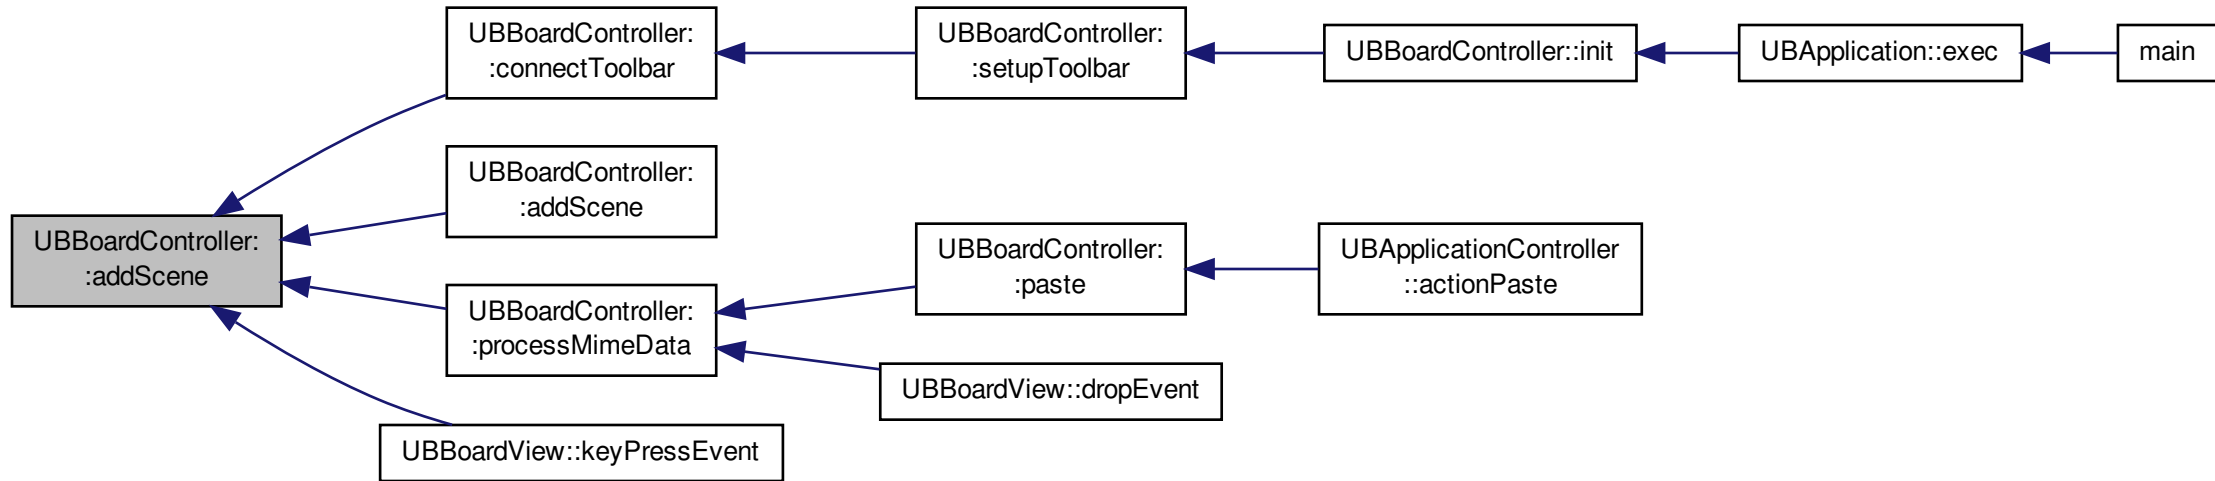 UBBoardController:
:connectToolbar
UBBoardController:
:setupToolbar
UBBoardController::init
UBApplication::exec
main
UBBoardController:
:addScene
UBBoardController:
:addScene
UBBoardController:
:paste
UBApplicationController
::actionPaste
UBBoardController:
:processMimeData
UBBoardView::dropEvent
UBBoardView::keyPressEvent